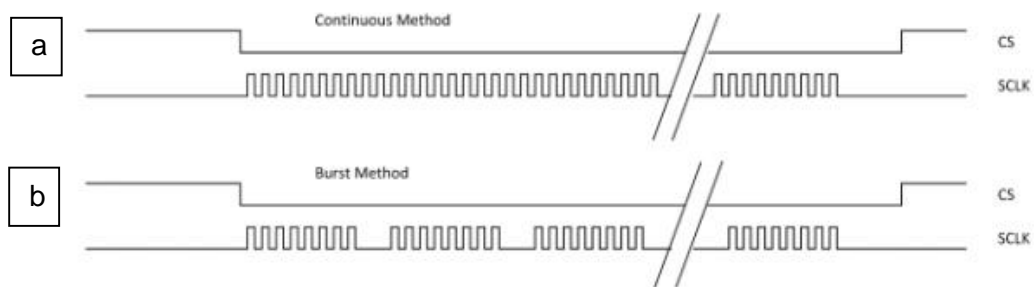 Continuous Method
a
CS
SCLK
Burst Method
b
CS
SCLK